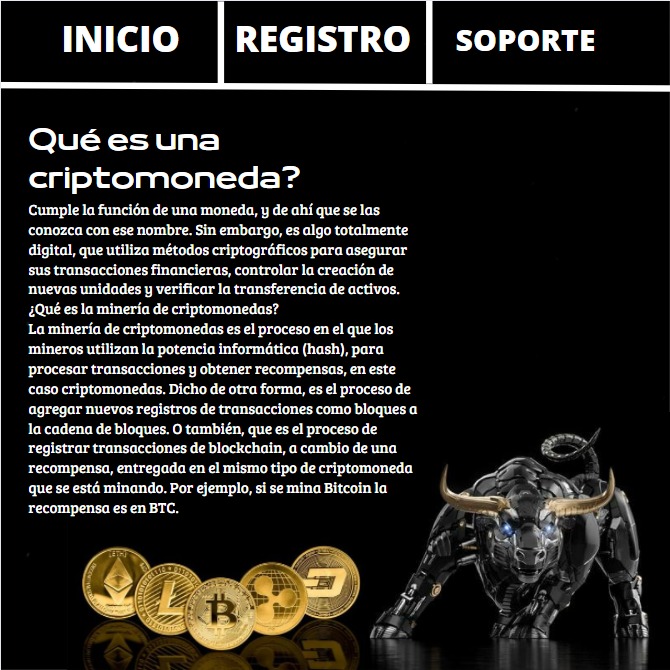 INICIO
REGISTRO
SOPORTE
Qué es una
criptomoneda?
Cumple la función de una moneda, y de ahí que se las
conozca con ese nombre. Sin embargo, es algo totalmente
digital, que utiliza métodos criptográficos para asegurar
sus transacciones financieras, controlar la creación de
nuevas unidades y verificar la transferencia de activos.
¿Qué es la minería de criptomonedas?
La minería de criptomonedas es el proceso en el que los
mineros utilizan la potencia informática (hash), para
procesar transacciones y obtener recompensas, en este
caso criptomonedas. Dicho de otra forma, es el proceso de
agregar nuevos registros de transacciones como bloques a
la cadena de bloques. O también, que es el proceso de
registrar transacciones de blockchain, a cambio de una
recompensa, entregada en el mismo tipo de criptomoneda
que se está minando. Por ejemplo, si se mina Bitcoin la
recompensa es en BTC.